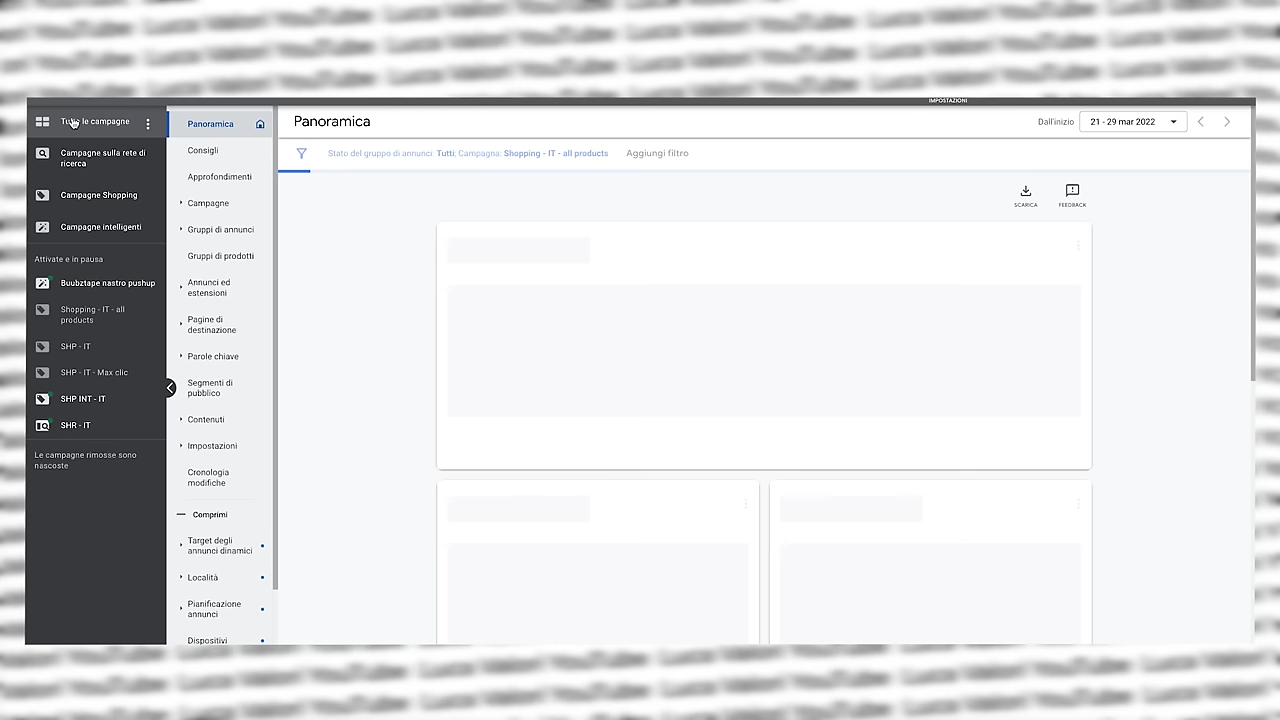 IMPOSTAZIONI
Tutte le campagne
Campagne sulla rete di
ricerca
Campagne Shopping
Campagne intelligenti
Attivate e in pausa
Buubztape nastro pushup
Shopping - IT - all
products
SHP - IT
SHP - IT - Max clic
SHP INT - IT
SHR - IT
Le campagne rimosse sono
nascoste
Panoramica
Consigli
Approfondimenti
Campagne
Gruppi di annunci
Gruppi di prodotti
Annunci ed
estensioni
Pagine di
destinazione
Parole chiave
Segmenti di
pubblico
Contenuti
Impostazioni
Cronologia
modifiche
Comprimi
Target degli
annunci dinamici
Località
Pianificazione
annunci
Dispositivi
Panoramica
Dall'inizio 21 - 29 mar 2022
Stato del gruppo di annunci: Tutti; Campagna: Shopping - IT - all products Aggiungi filtro
SCARICA FEEDBACK